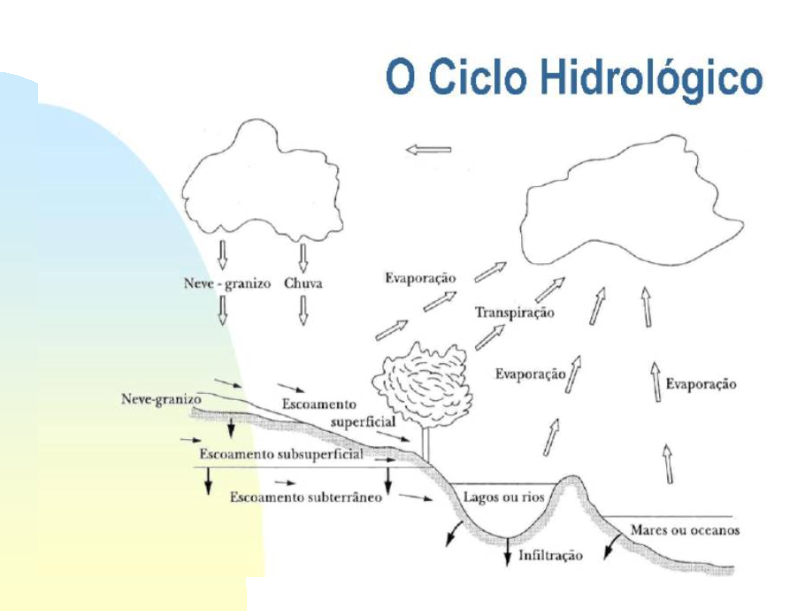 O Ciclo Hidrológico
Neve - granizo
Chuva
Evaporação
Transpiração
Evaporação
Evaporação
Neve-granizo
Escoamento
superficial
Escoamento subsuperficial
Escoamento subterrâneo
Lagos ou rios
Mares ou oceanos
Infiltração